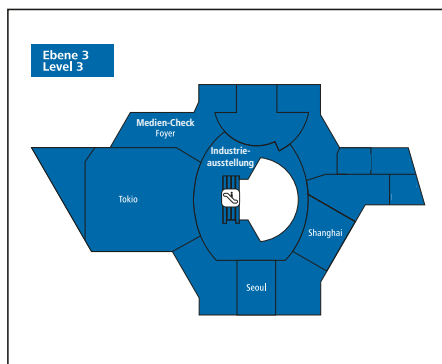 Ebene 3
Level 3
Medien-Check
Foyer
Industrie-
ausstellung
Tokio
Shanghai
Seoul